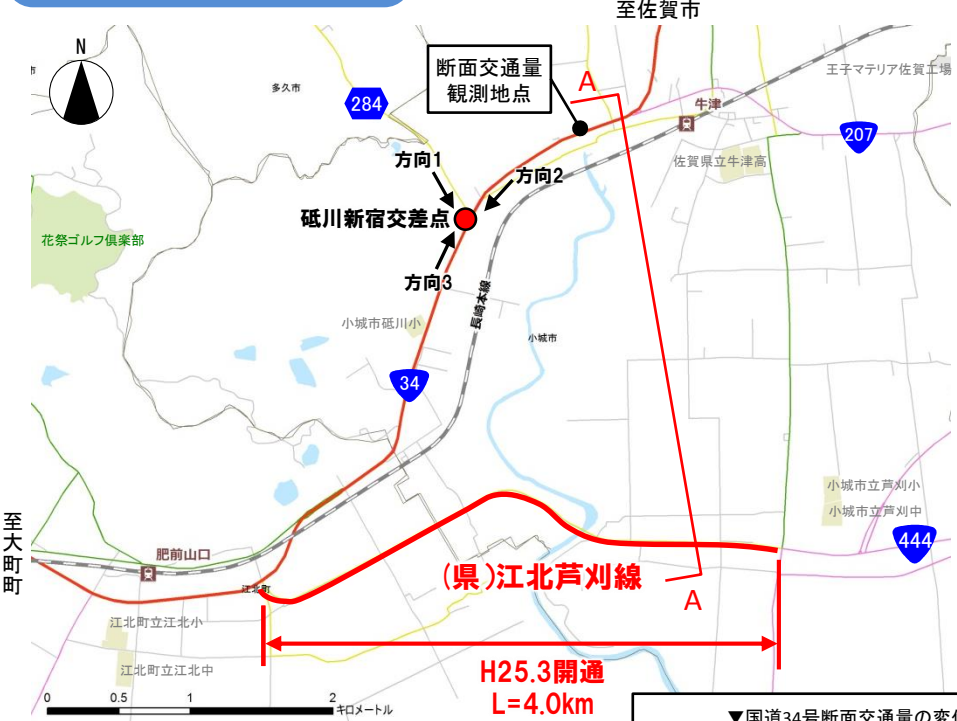 至佐賀市
N
多久市
284
断面交通量
観測地点
A
王子マテリア佐賀工場
牛津
207
佐賀県立牛津高
方向1
方向2
砥川新宿交差点
花祭ゴルフ倶楽部
方向3
長崎本線
小城市砥川小
小城市
34
小城市立芦刈小
小城市立芦刈中
444
至大町町
肥前山口
(県)江北芦刈線
A
江北町
江北町立江北小
江北町立江北中
H25.3開通
L=4.0km
0 0.5 1 2
キロメートル
▼国道34号断面交通量の変化